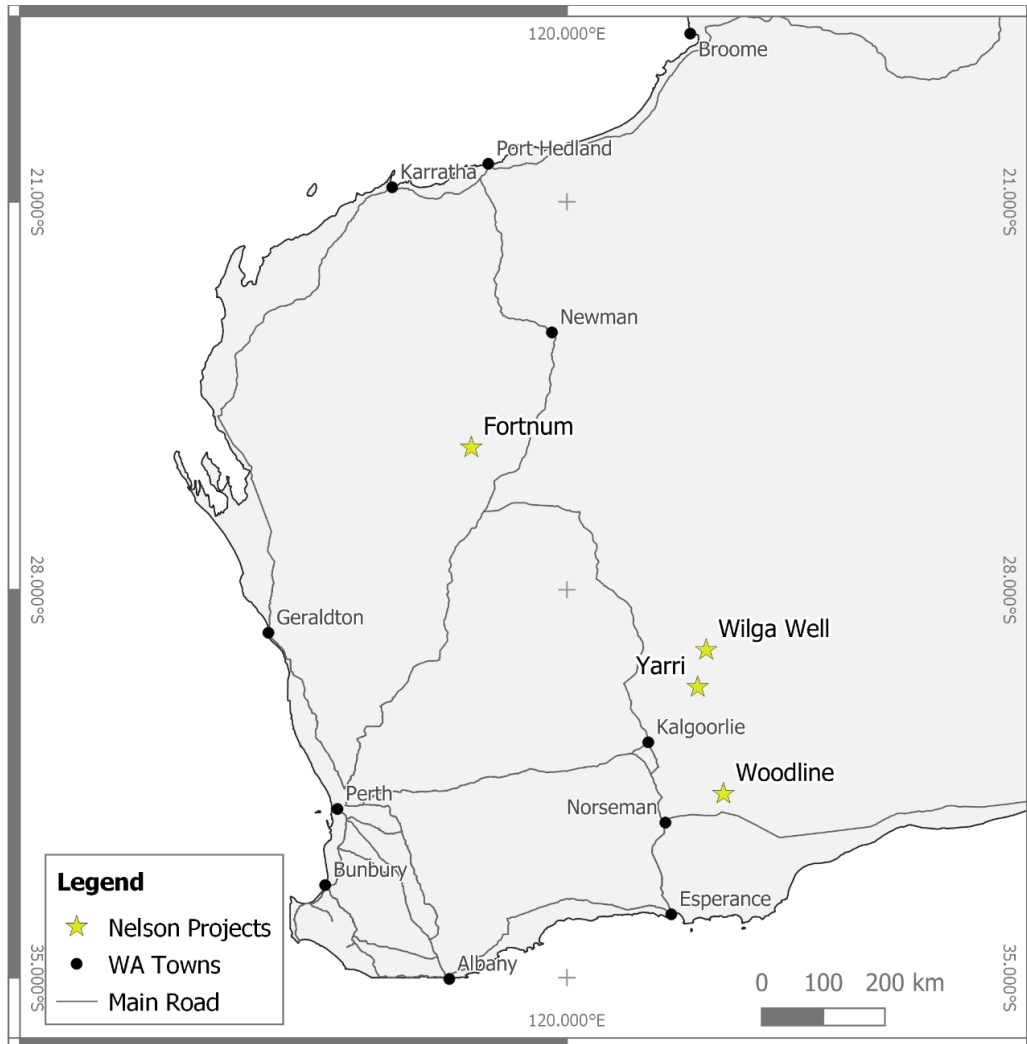 120.000°E
Broome
Port Hedland
Karratha
21.000°S
21.000°S
Newman
Fortnum
28.000°S
28.000°S
Geraldton
Wilga Well
Yarri
Kalgoorlie
Woodline
Perth
Norseman
Bunbury
Esperance
Albany
Legend
Nelson Projects
WA Towns
Main Road
35.000°S
35.000°S
0 100 200 km
120.000°E